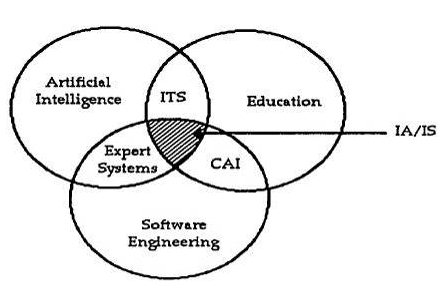 Artificial
Intelligence
ITS
Education
IA/IS
Expert
Systems
CAI
Software
Engineering